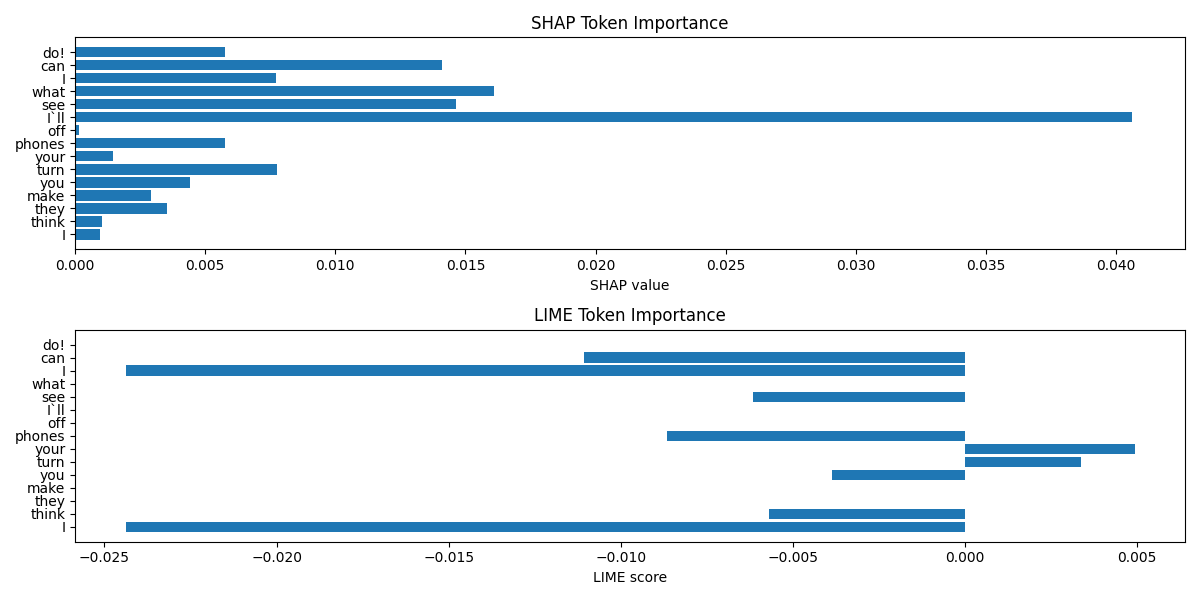 SHAP Token Importance
do!
can
I
what
see
I`ll
off
phones
your
turn
you
make
they
think
I
0.000 0.005 0.010 0.015 0.020 0.025 0.030 0.035 0.040
SHAP value
LIME Token Importance
do!
can
I
what
see
I`ll
off
phones
your
turn
you
make
they
think
I
−0.025 −0.020 −0.015 −0.010 −0.005 0.000 0.005
LIME score